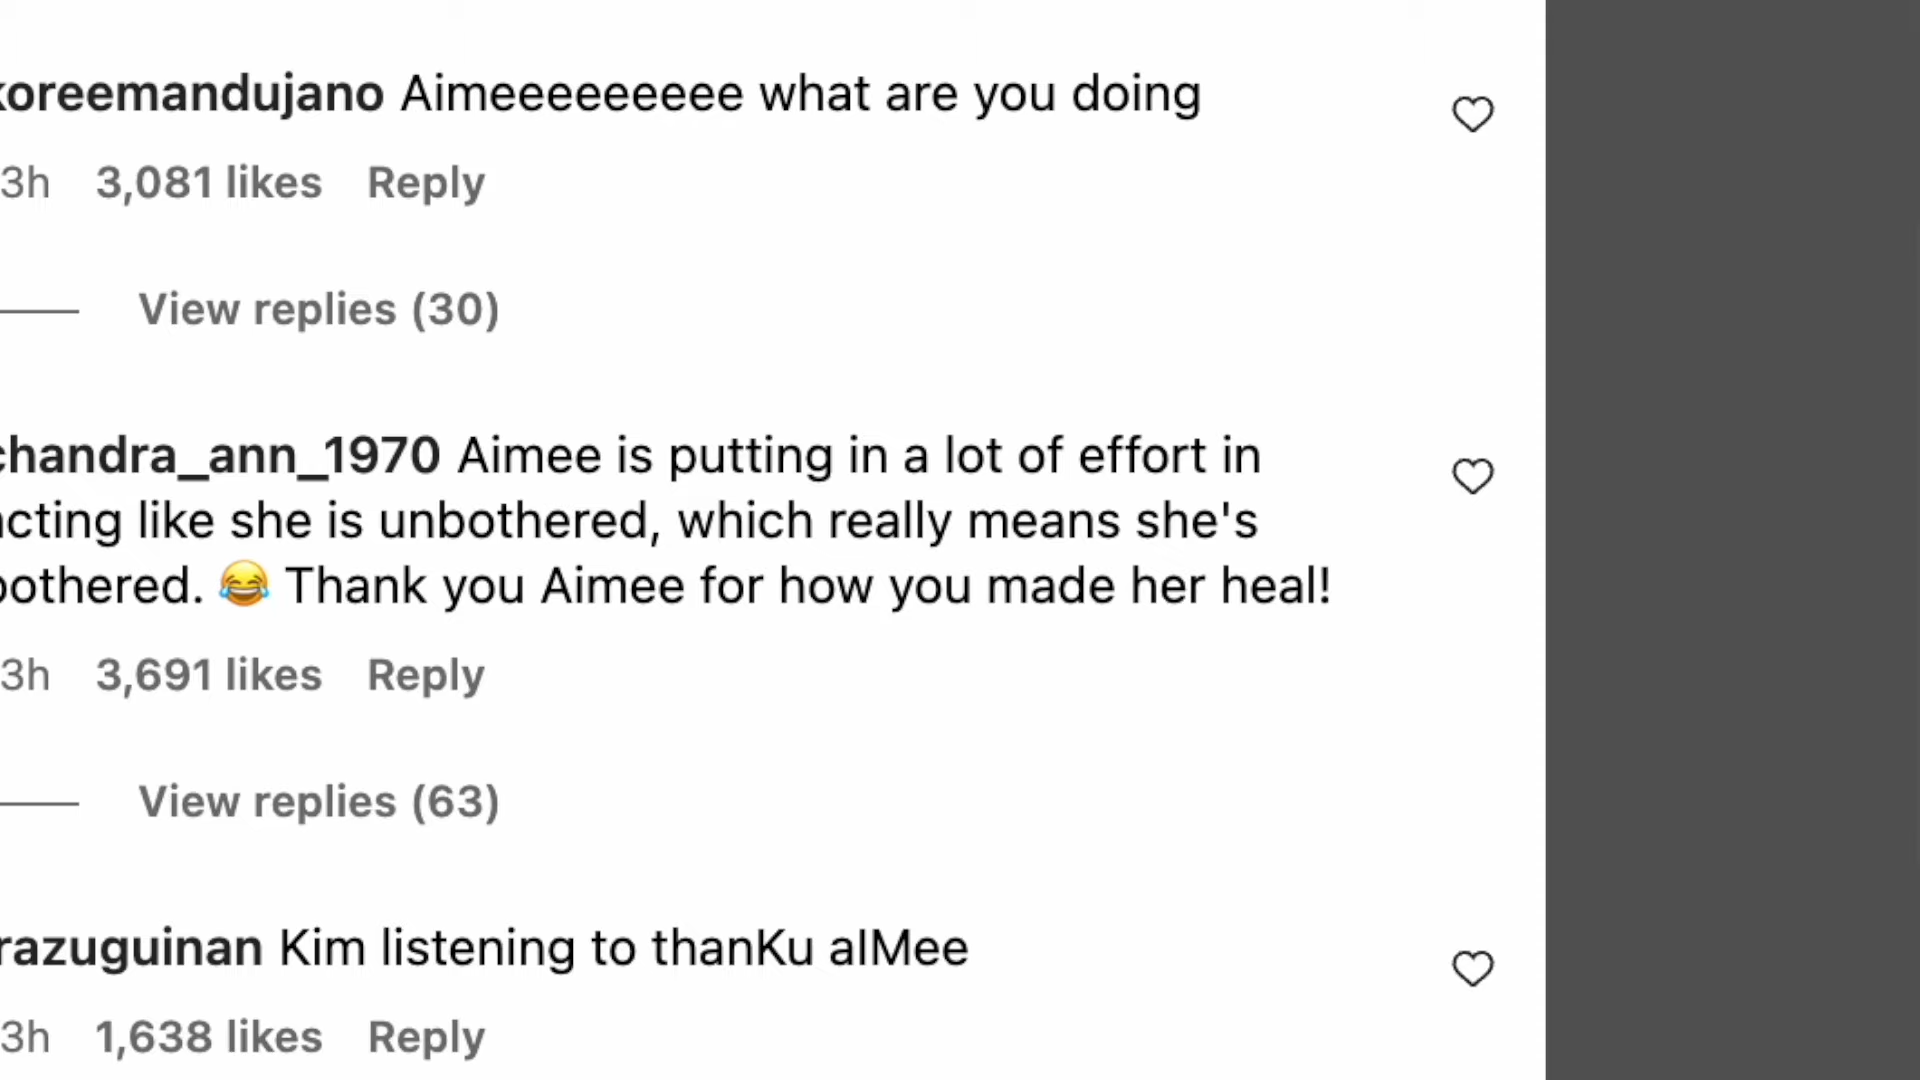 koreemandujano Aimeeeeeeeee what are you doing
3h 3,081 likes Reply
View replies (30)
chandra_ann_1970 Aimee is putting in a lot of effort in
acting like she is unbothered, which really means she's
bothered. 😂 Thank you Aimee for how you made her heal!
3h 3,691 likes Reply
View replies (63)
razuguinan Kim listening to thanKu aIMee
3h 1,638 likes Reply